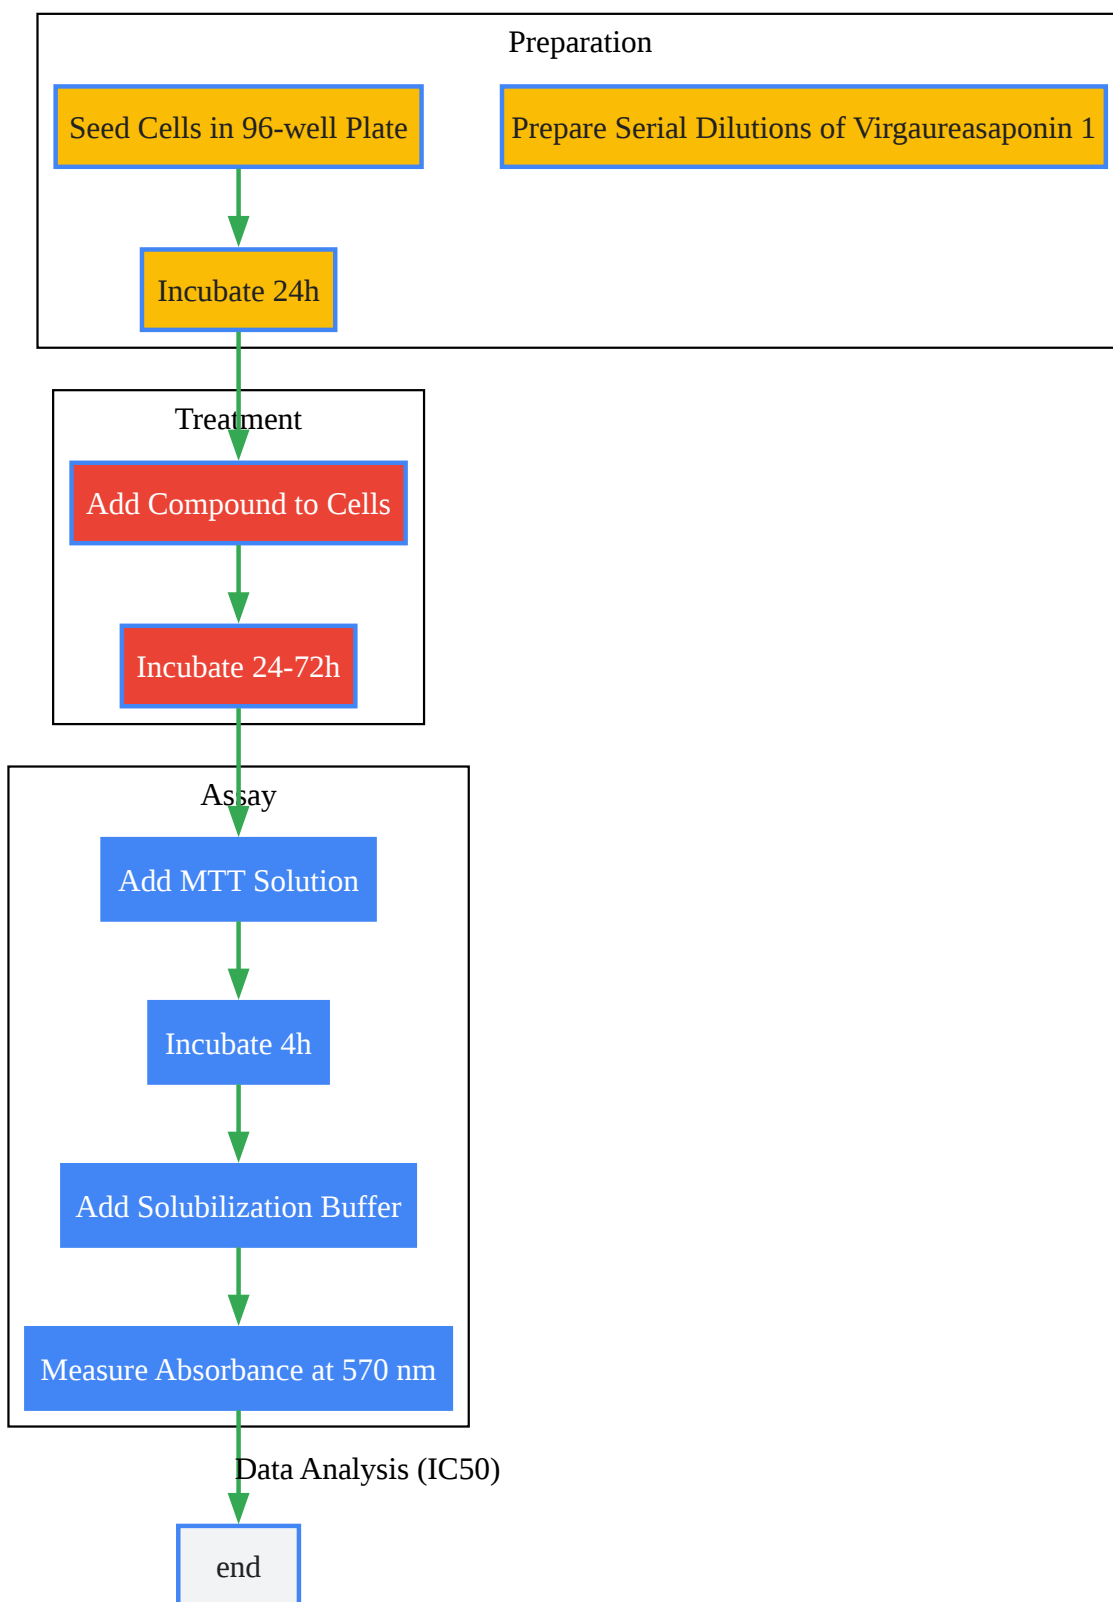 Preparation
Seed Cells in 96-well Plate
Prepare Serial Dilutions of Virgaureasaponin 1
Incubate 24h
Treatment
Add Compound to Cells
Incubate 24-72h
Assay
Add MTT Solution
Incubate 4h
Add Solubilization Buffer
Measure Absorbance at 570 nm
Data Analysis (IC50)
end